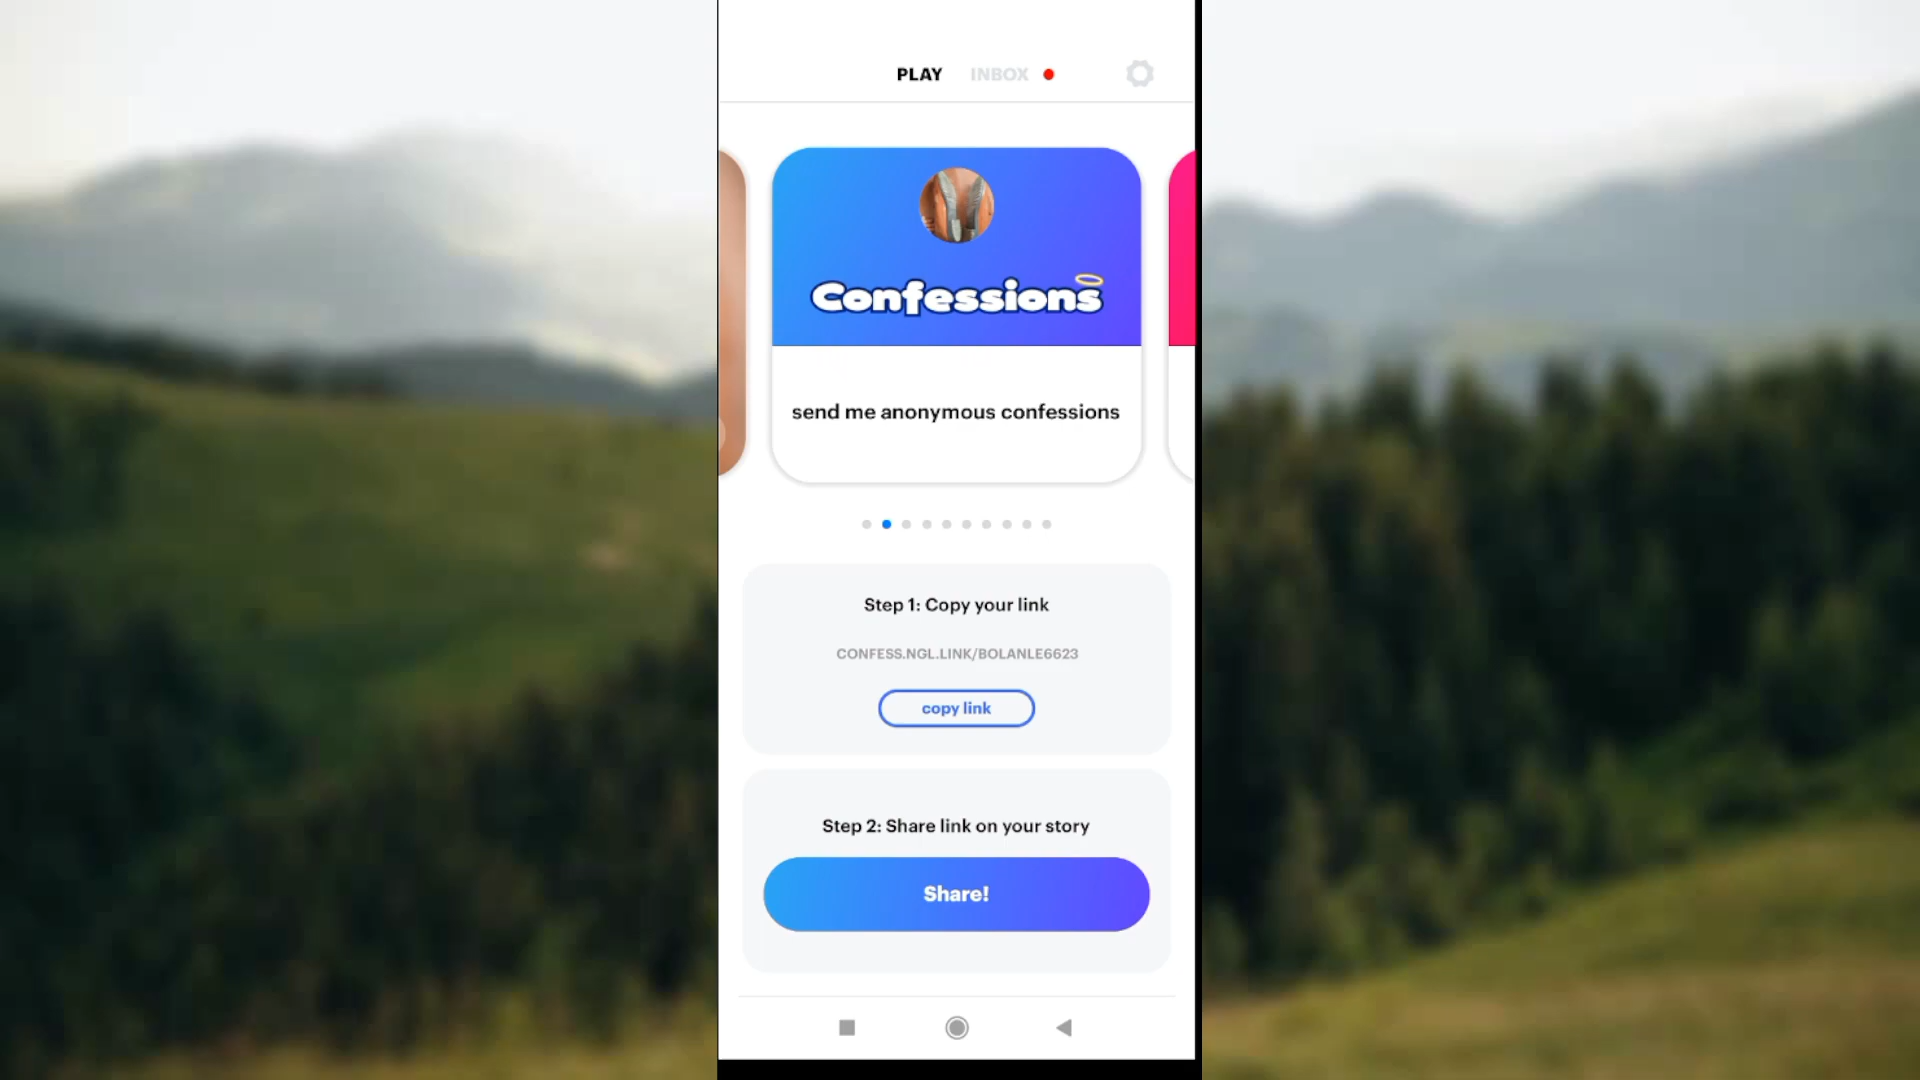 PLAY INBOX
Confessions
send me anonymous confessions
Step 1: Copy your link
CONFESS.NGL.LINK/BOLANLE6623
copy link
Step 2: Share link on your story
Share!